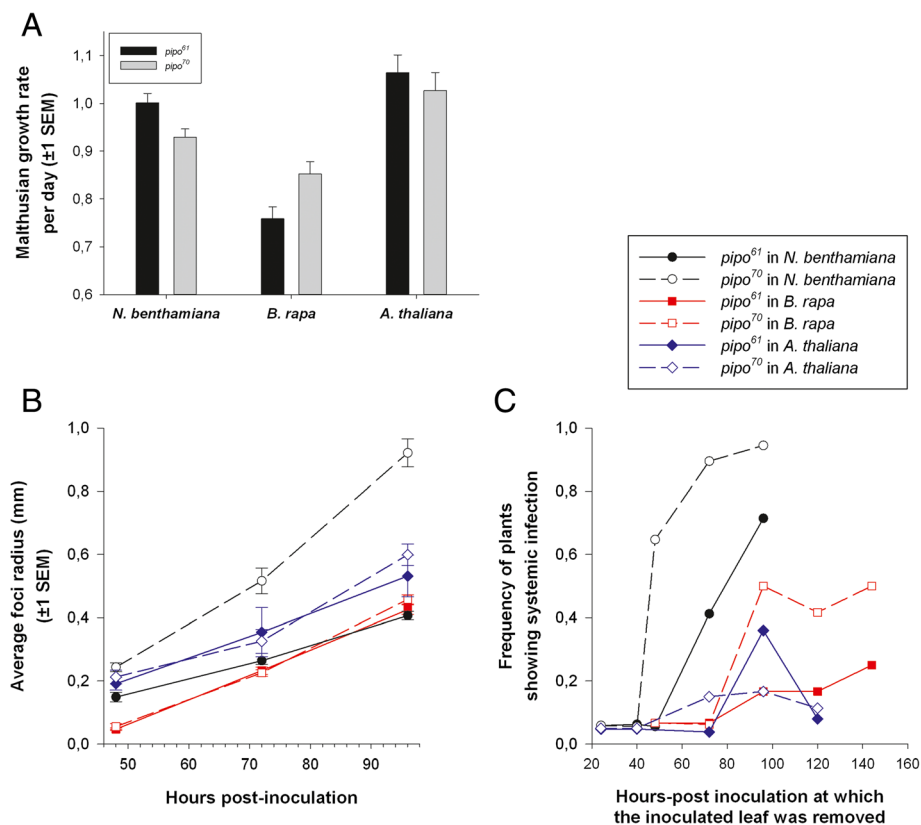 A
Malthusian growth rate
per day (±1 SEM)
1,1
1,0
0,9
0,8
0,7
0,6
pipo⁶¹
pipo⁷⁰
N. benthamiana
B. rapa
A. thaliana
pipo⁶¹ in N. benthamiana
pipo⁷⁰ in N. benthamiana
pipo⁶¹ in B. rapa
pipo⁷⁰ in B. rapa
pipo⁶¹ in A. thaliana
pipo⁷⁰ in A. thaliana
B
Average foci radius (mm)
(±1 SEM)
1,0
0,8
0,6
0,4
0,2
0,0
50
60
70
80
90
Hours post-inoculation
C
Frequency of plants
showing systemic infection
1,0
0,8
0,6
0,4
0,2
0,0
20
40
60
80
100
120
140
160
Hours-post inoculation at which
the inoculated leaf was removed